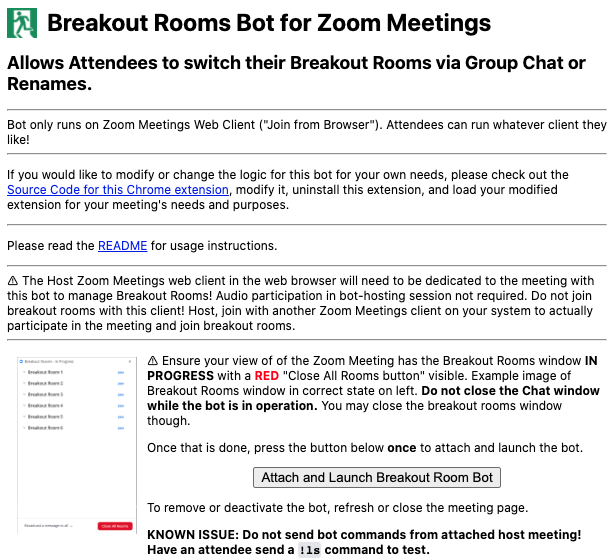 Breakout Rooms Bot for Zoom Meetings
Allows Attendees to switch their Breakout Rooms via Group Chat or
Renames.
Bot only runs on Zoom Meetings Web Client ("Join from Browser"). Attendees can run whatever client they
like!
If you would like to modify or change the logic for this bot for your own needs, please check out the
Source Code for this Chrome extension, modify it, uninstall this extension, and load your modified
extension for your meeting's needs and purposes.
Please read the README for usage instructions.
⚠ The Host Zoom Meetings web client in the web browser will need to be dedicated to the meeting with
this bot to manage Breakout Rooms! Audio participation in bot-hosting session not required. Do not join
breakout rooms with this client! Host, join with another Zoom Meetings client on your system to actually
participate in the meeting and join breakout rooms.
Breakout Rooms - In Progress
Breakout Room 1 Join
Breakout Room 2 Join
Breakout Room 3 Join
Breakout Room 4 Join
Breakout Room 5 Join
Breakout Room 6 Join
Broadcast a message to all
Close All Rooms
⚠ Ensure your view of of the Zoom Meeting has the Breakout Rooms window IN
PROGRESS with a RED "Close All Rooms button" visible. Example image of
Breakout Rooms window in correct state on left. Do not close the Chat window
while the bot is in operation. You may close the breakout rooms window
though.
Once that is done, press the button below once to attach and launch the bot.
Attach and Launch Breakout Room Bot
To remove or deactivate the bot, refresh or close the meeting page.
KNOWN ISSUE: Do not send bot commands from attached host meeting!
Have an attendee send a !ls command to test.